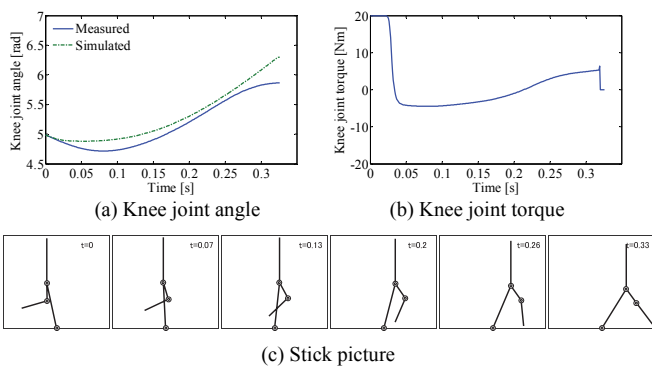 7
6.5
6
5.5
5
4.5
Knee joint angle [rad]
Measured
Simulated
0 0.05 0.1 0.15 0.2 0.25 0.3
Time [s]
(a) Knee joint angle
20
10
0
-10
-20
Knee joint torque [Nm]
0 0.05 0.1 0.15 0.2 0.25 0.3
Time [s]
(b) Knee joint torque
t=0
t=0.07
t=0.13
t=0.2
t=0.26
t=0.33
(c) Stick picture